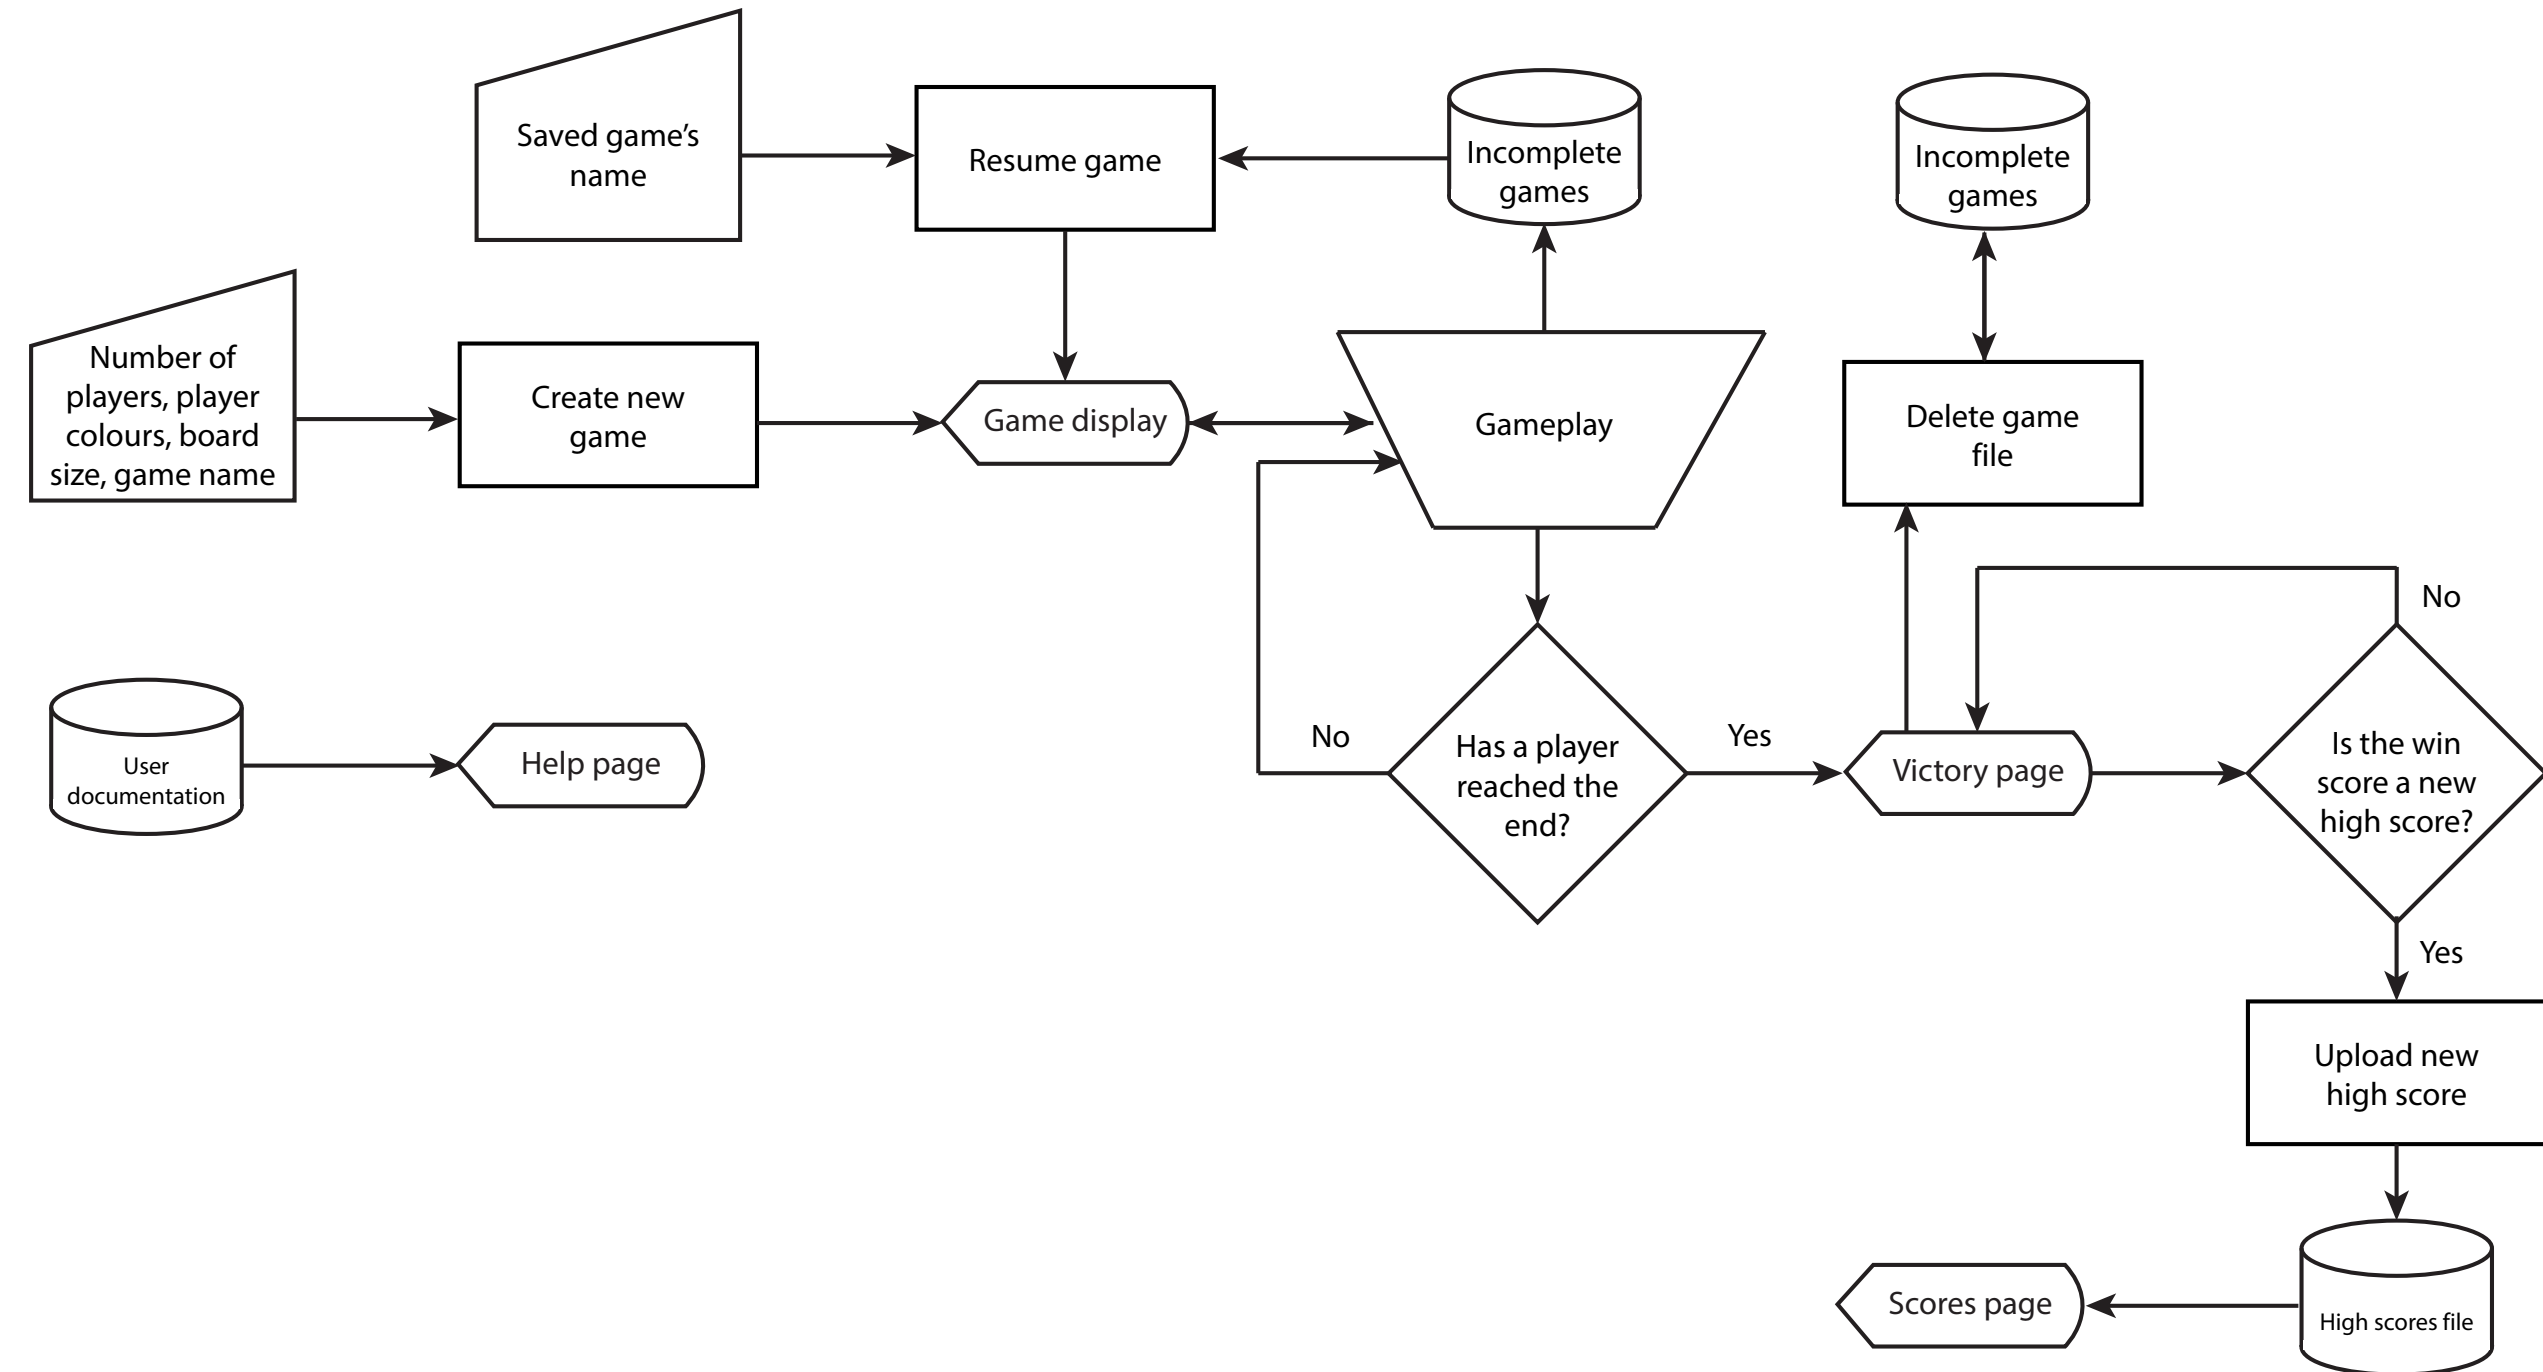 Saved game’s
name
Resume game
Incomplete
games
Incomplete
games
Number of
players, player
colours, board
size, game name
Create new
game
Game display
Gameplay
Delete game
file
No
User
documentation
Help page
No
Has a player
reached the
end?
Yes
Victory page
Is the win
score a new
high score?
Yes
Upload new
high score
Scores page
High scores file